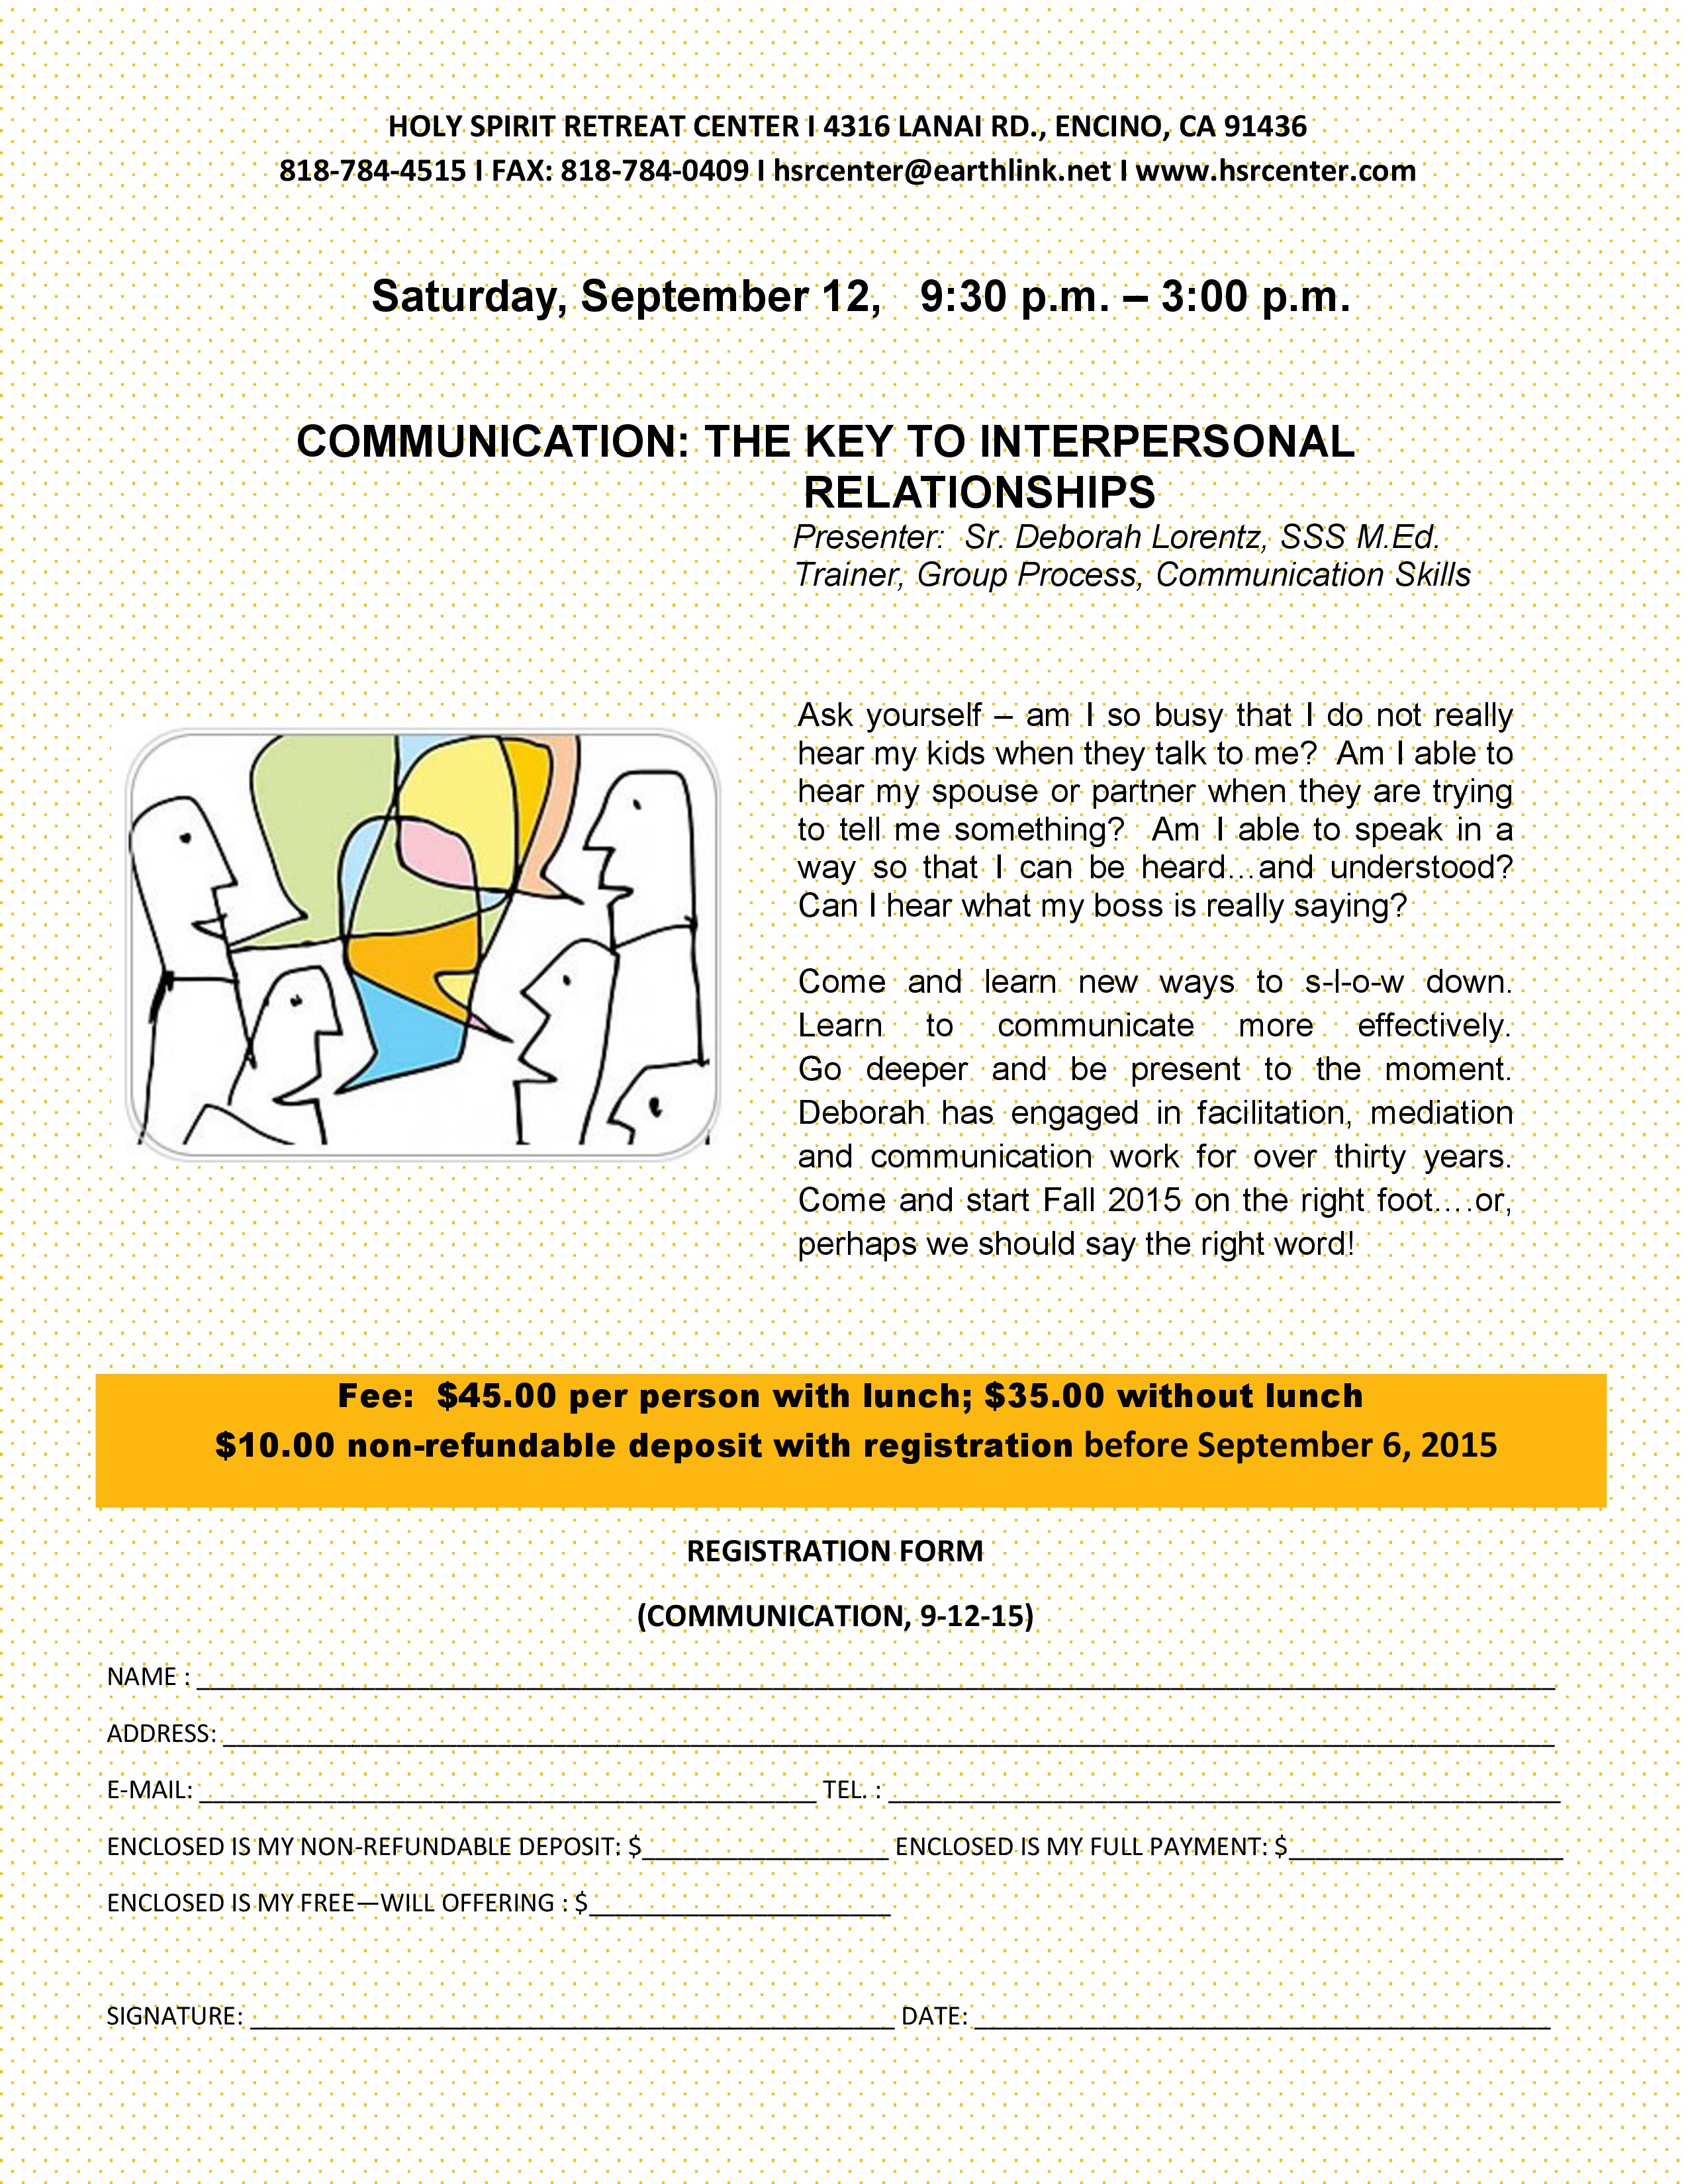 HOLY SPIRIT RETREAT CENTER I 4316 LANAI RD., ENCINO, CA 91436
818-784-4515 I FAX: 818-784-0409 I hsrcenter@earthlink.net I www.hsrcenter.com
Saturday, September 12, 9:30 p.m. – 3:00 p.m.
COMMUNICATION: THE KEY TO INTERPERSONAL
RELATIONSHIPS
Presenter: Sr. Deborah Lorentz, SSS M.Ed.
Trainer, Group Process, Communication Skills
Ask yourself – am I so busy that I do not really
hear my kids when they talk to me? Am I able to
hear my spouse or partner when they are trying
to tell me something? Am I able to speak in a
way so that I can be heard…and understood?
Can I hear what my boss is really saying?
Come and learn new ways to s-l-o-w down.
Learn to communicate more effectively.
Go deeper and be present to the moment.
Deborah has engaged in facilitation, mediation
and communication work for over thirty years.
Come and start Fall 2015 on the right foot….or,
perhaps we should say the right word!
Fee: $45.00 per person with lunch; $35.00 without lunch
$10.00 non-refundable deposit with registration before September 6, 2015
REGISTRATION FORM
(COMMUNICATION, 9-12-15)
NAME :
ADDRESS:
E-MAIL: TEL. :
ENCLOSED IS MY NON-REFUNDABLE DEPOSIT: $ ENCLOSED IS MY FULL PAYMENT: $
ENCLOSED IS MY FREE—WILL OFFERING : $
SIGNATURE: DATE: